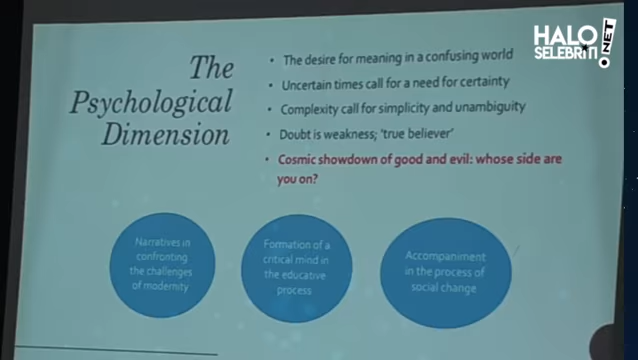 HALO
SELEBRITI
.NET
The
Psychological
Dimension
• The desire for meaning in a confusing world
• Uncertain times call for a need for certainty
• Complexity call for simplicity and unambiguity
• Doubt is weakness; 'true believer'
• Cosmic showdown of good and evil: whose side are
you on?
Narratives in
confronting
the challenges
of modernity
Formation of a
critical mind in
the educative
process
Accompaniment
in the process of
social change